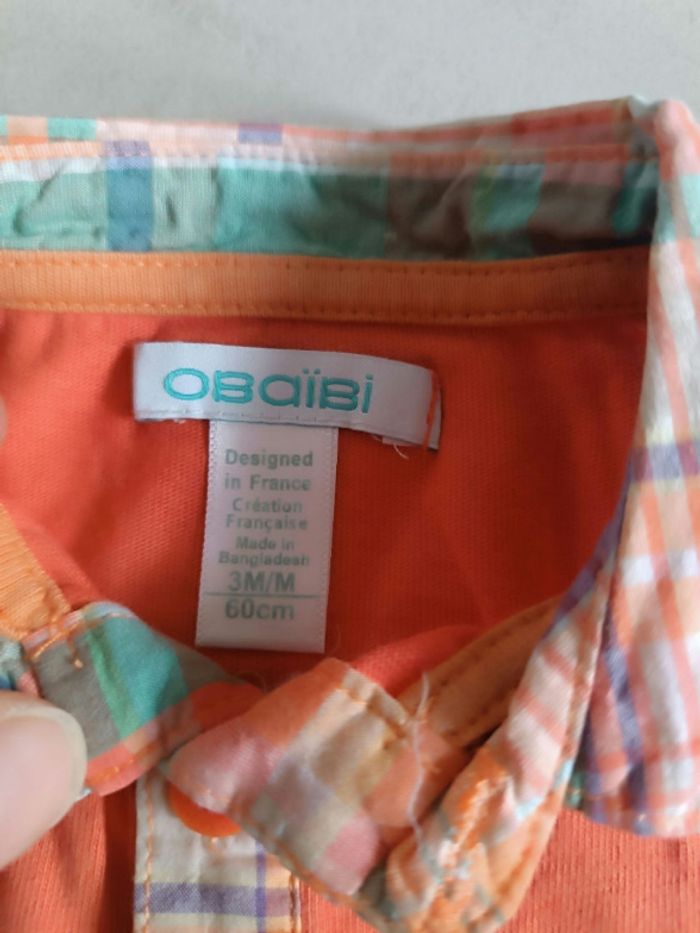 OBaïBi
Designed
in France
Création
Française
Made in
Bangladesh
3M/M
60cm